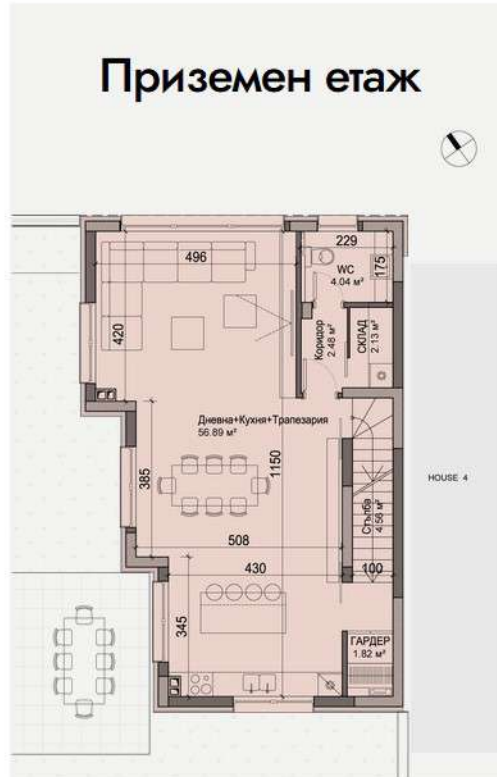 Приземен етаж
229
496
WC
4.04 м²
175
420
Коридор
2.48 м²
СКЛАД
2.13 м²
Дневна+Кухня+Трапезария
56.89 м²
385
1150
HOUSE 4
Стълба
4.56 м²
508
430
100
345
ГАРДЕР
1.82 м²